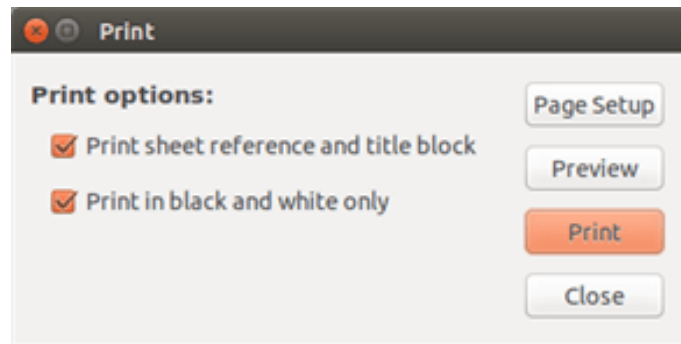 Print
Print options:
Print sheet reference and title block
Print in black and white only
Page Setup
Preview
Print
Close